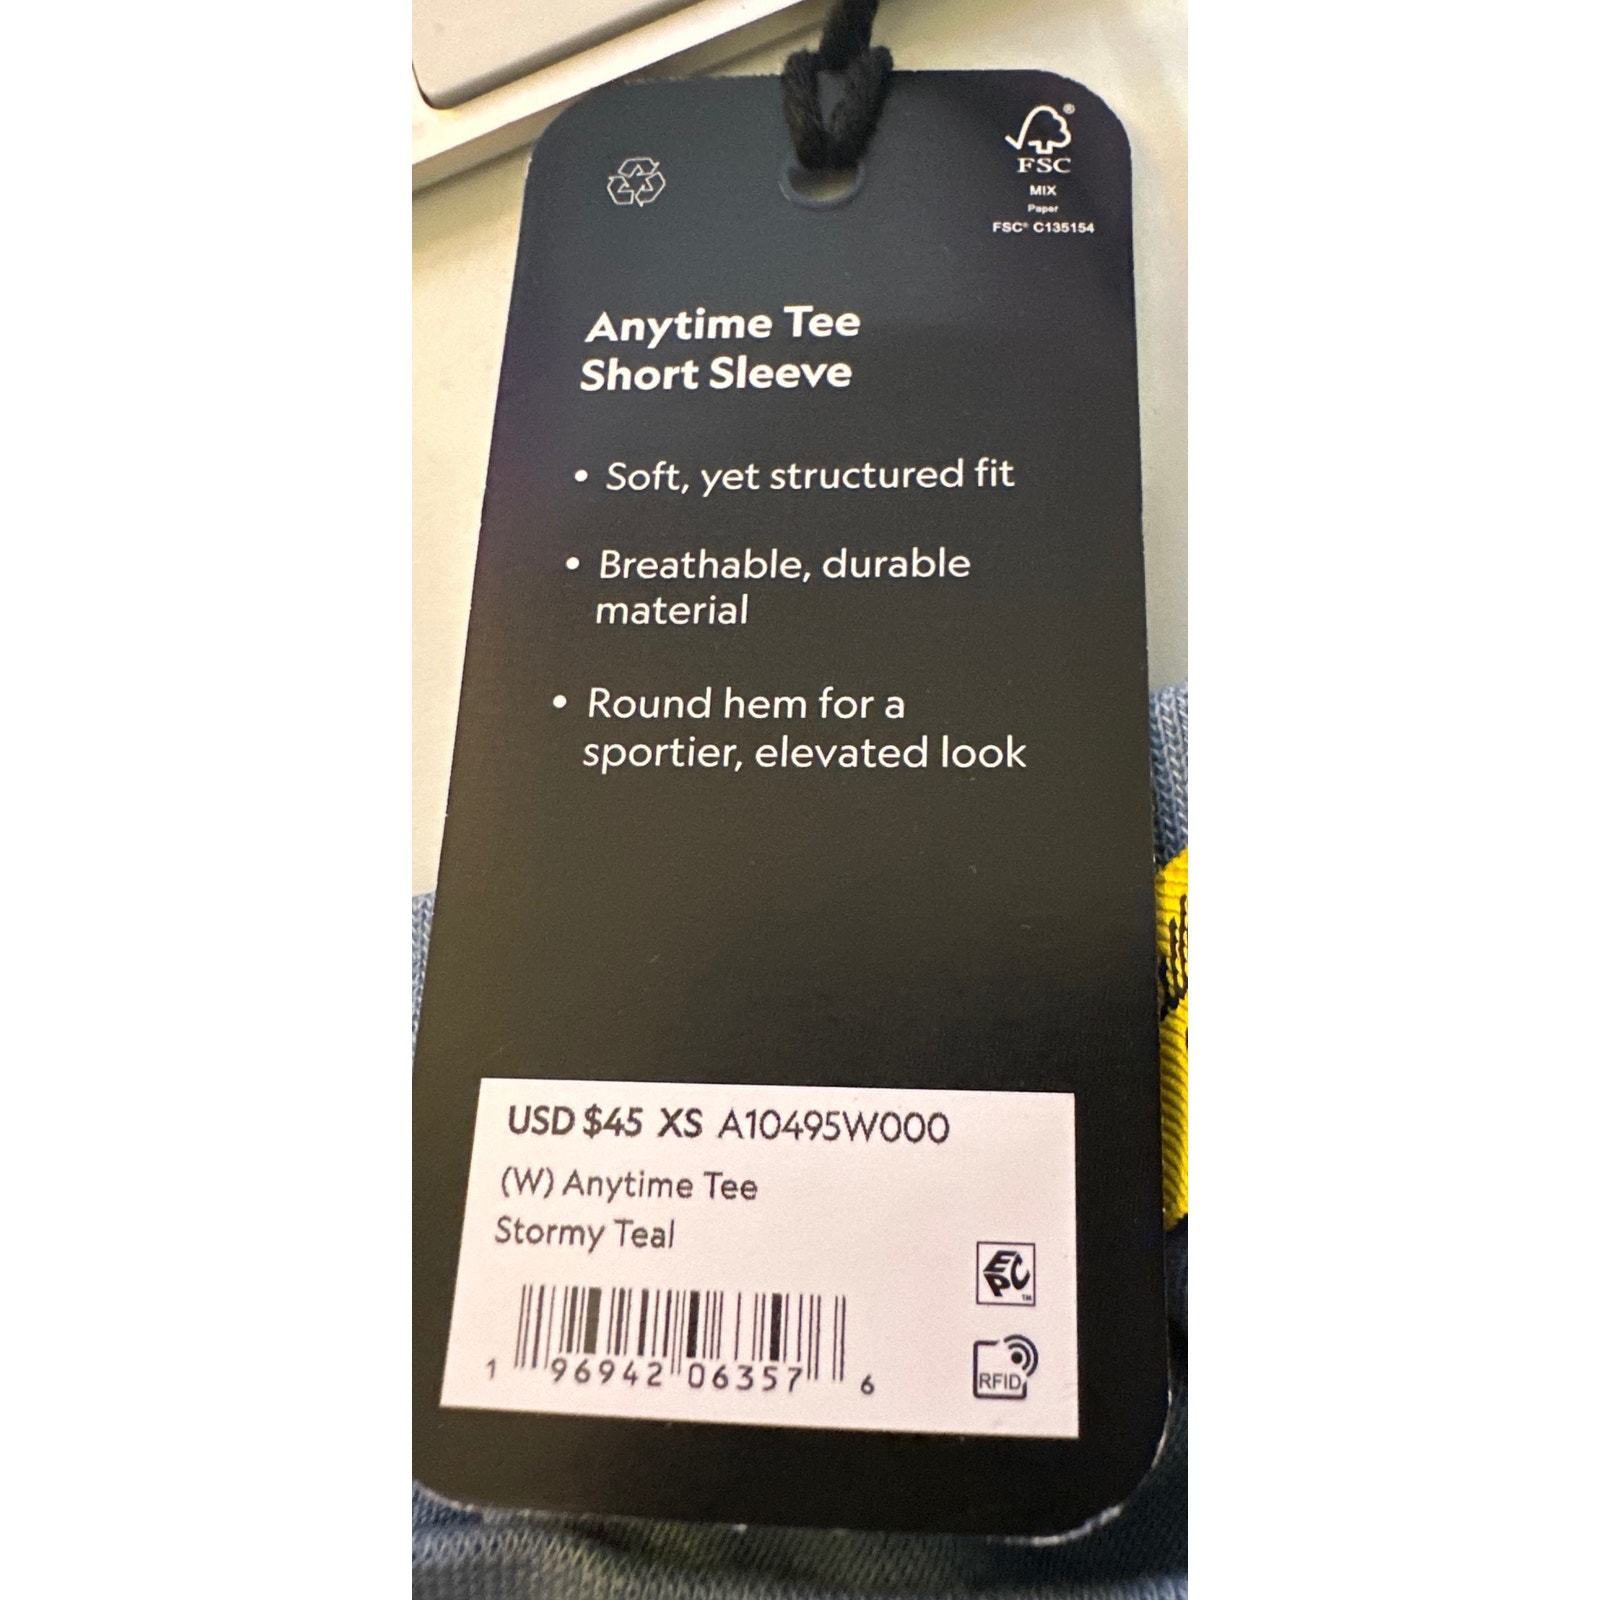 FSC®
MIX
Paper
FSC® C135154
Anytime Tee
Short Sleeve
• Soft, yet structured fit
• Breathable, durable
material
• Round hem for a
sportier, elevated look
USD $45 XS A10495W000
(W) Anytime Tee
Stormy Teal
EPC™
1 96942 06357 6
RFID